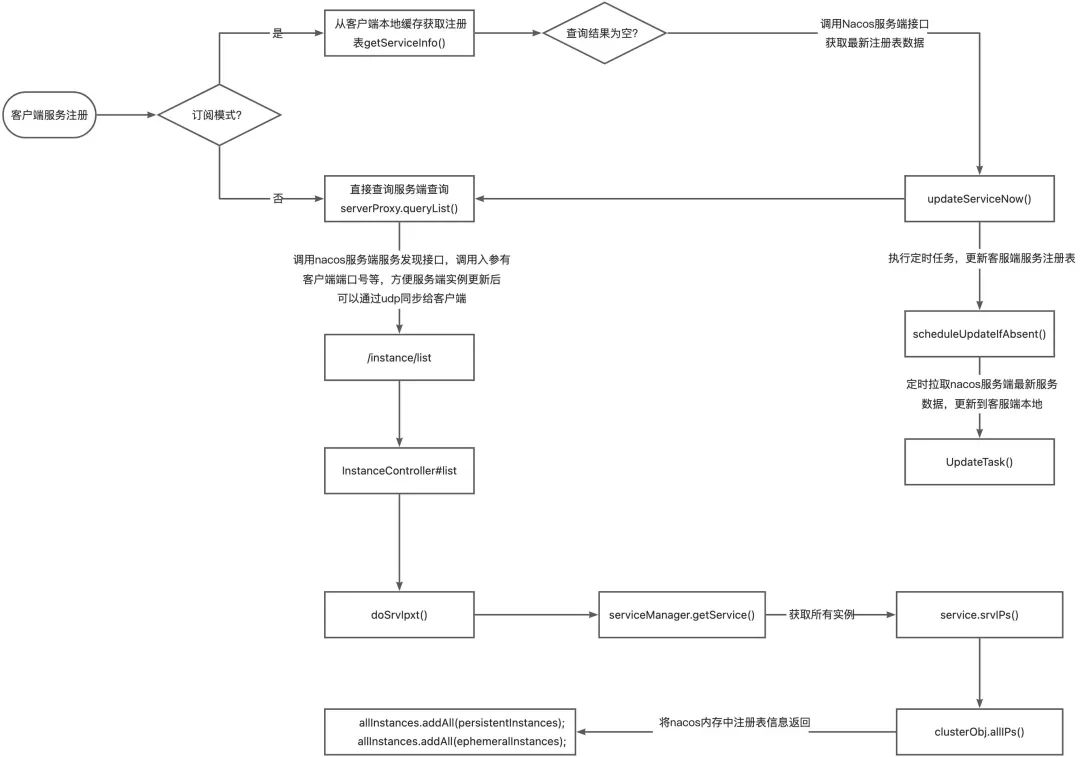 从客户端本地缓存获取注册
表getServiceInfo()
是
查询结果为空?
调用Nacos服务端接口
获取最新注册表数据
客户端服务注册
订阅模式?
否
直接查询服务端查询
serverProxy.queryList()
updateServiceNow()
调用nacos服务端服务发现接口，调用入参有
客户端端口号等，方便服务端实例更新后
可以通过udp同步给客户端
执行定时任务，更新客服端服务注册表
scheduleUpdateIfAbsent()
/instance/list
定时拉取nacos服务端最新服务
数据，更新到客服端本地
UpdateTask()
InstanceController#list
doSrvIpxt()
serviceManager.getService()
获取所有实例
service.srvIPs()
将nacos内存中注册表信息返回
allInstances.addAll(persistentInstances);
allInstances.addAll(ephemeralInstances);
clusterObj.allIPs()